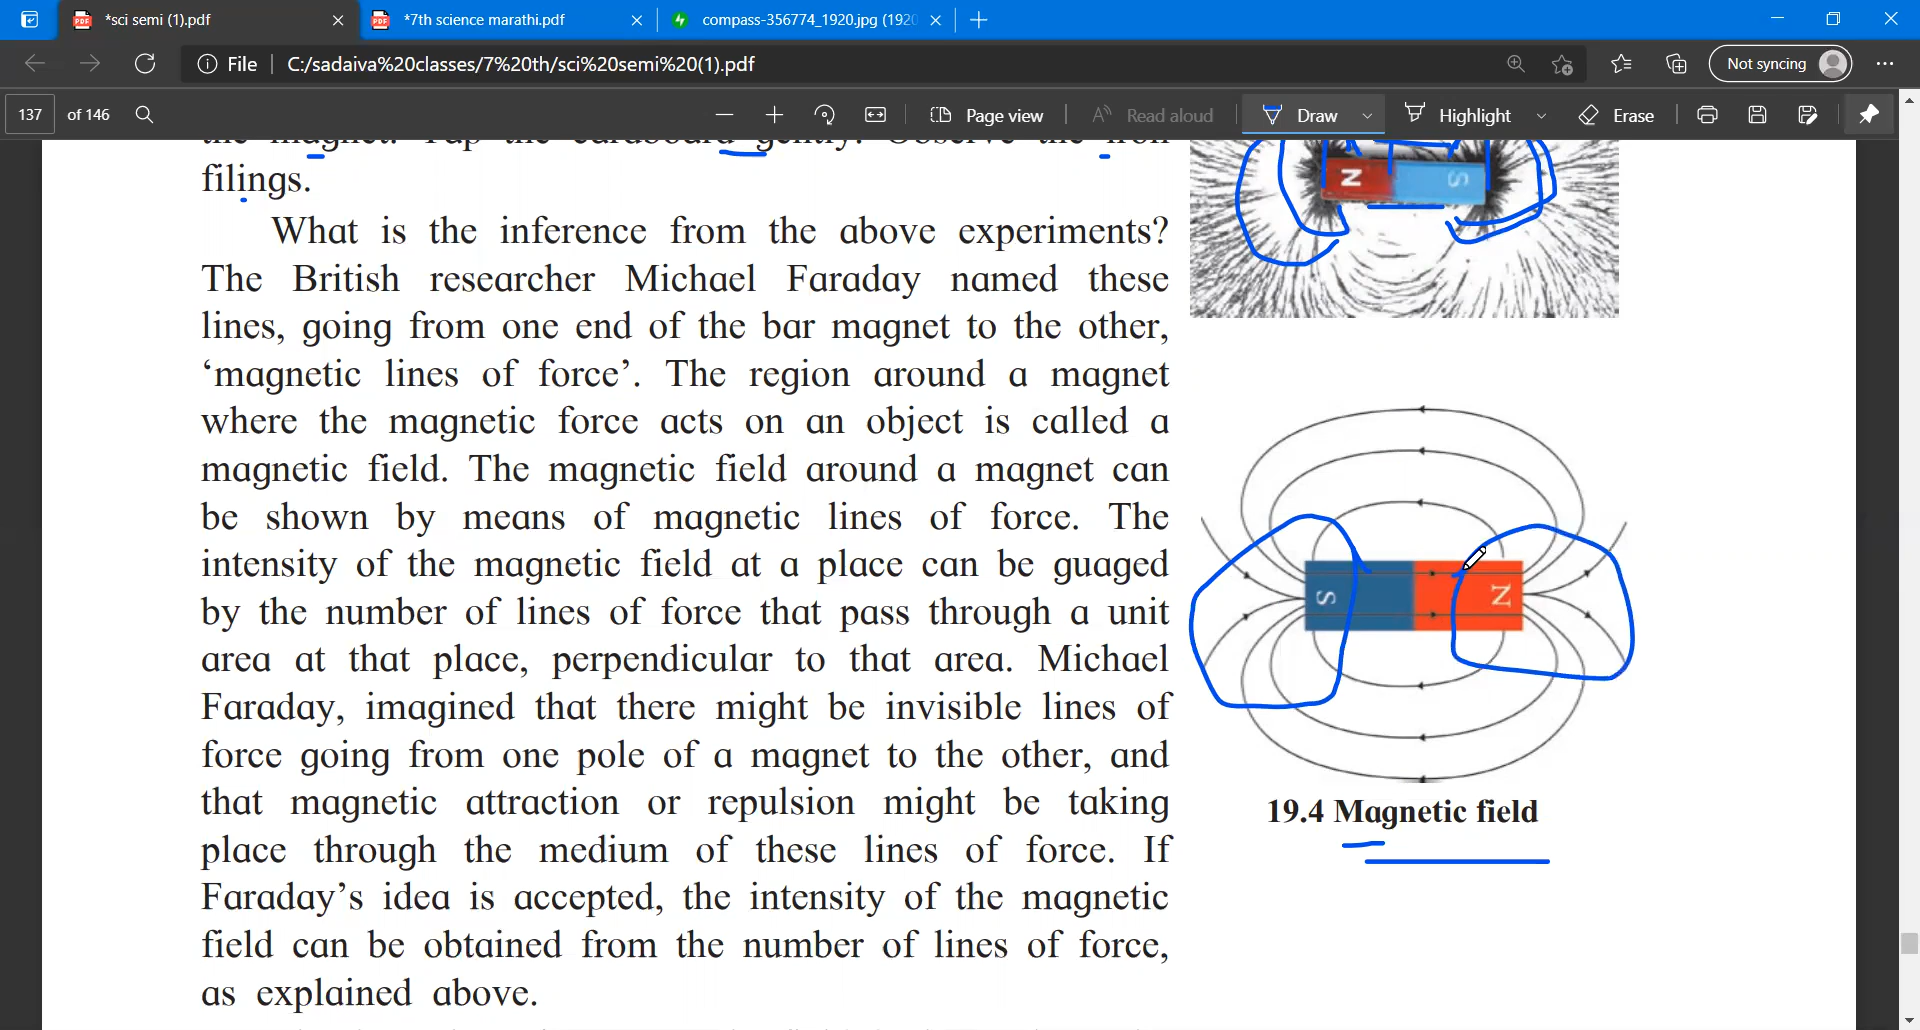 *sci semi (1).pdf
*7th science marathi.pdf
compass-356774_1920.jpg (1920
File
C:/sadaiva%20classes/7%20th/sci%20semi%20(1).pdf
Not syncing
137 of 146
Page view
Read aloud
Draw
Highlight
Erase
the magnet. Tap the cardboard gently. Observe the iron
filings.
What is the inference from the above experiments?
The British researcher Michael Faraday named these
lines, going from one end of the bar magnet to the other,
‘magnetic lines of force’. The region around a magnet
where the magnetic force acts on an object is called a
magnetic field. The magnetic field around a magnet can
be shown by means of magnetic lines of force. The
intensity of the magnetic field at a place can be guaged
by the number of lines of force that pass through a unit
area at that place, perpendicular to that area. Michael
Faraday, imagined that there might be invisible lines of
force going from one pole of a magnet to the other, and
that magnetic attraction or repulsion might be taking
place through the medium of these lines of force. If
Faraday’s idea is accepted, the intensity of the magnetic
field can be obtained from the number of lines of force,
as explained above.
N S
S N
19.4 Magnetic field